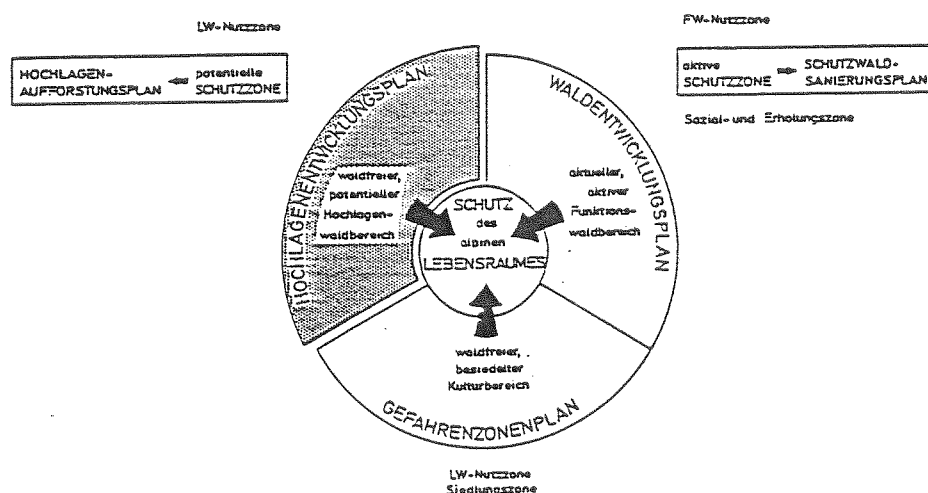 LW-Nutzzone
HOCHLAGEN-
AUFFORSTUNGSPLAN
potentielle
SCHUTZZONE
FW-Nutzzone
aktive
SCHUTZZONE
SCHUTZWALD-
SANIERUNGSPLAN
Sozial- und Erholungszone
HOCHLAGENENTWICKLUNGSPLAN
waldfreier,
potentieller
Hochlagen-
waldbereich
WALDENTWICKLUNGSPLAN
aktueller,
aktiver
Funktions-
waldbereich
SCHUTZ
des
alpinen
LEBENSRAUMES
waldfreier,
besiedelter
Kulturbereich
GEFAHRENZONENPLAN
LW-Nutzzone
Siedlungszone